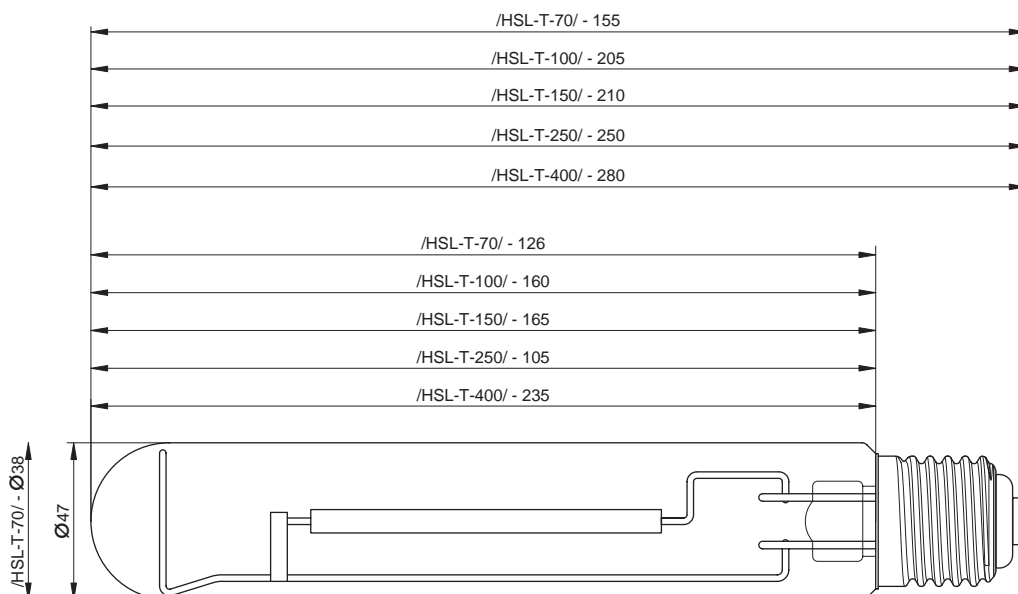 /HSL-T-70/ - 155
/HSL-T-100/ - 205
/HSL-T-150/ - 210
/HSL-T-250/ - 250
/HSL-T-400/ - 280
/HSL-T-70/ - 126
/HSL-T-100/ - 160
/HSL-T-150/ - 165
/HSL-T-250/ - 105
/HSL-T-400/ - 235
/HSL-T-70/ - Ø38
Ø47